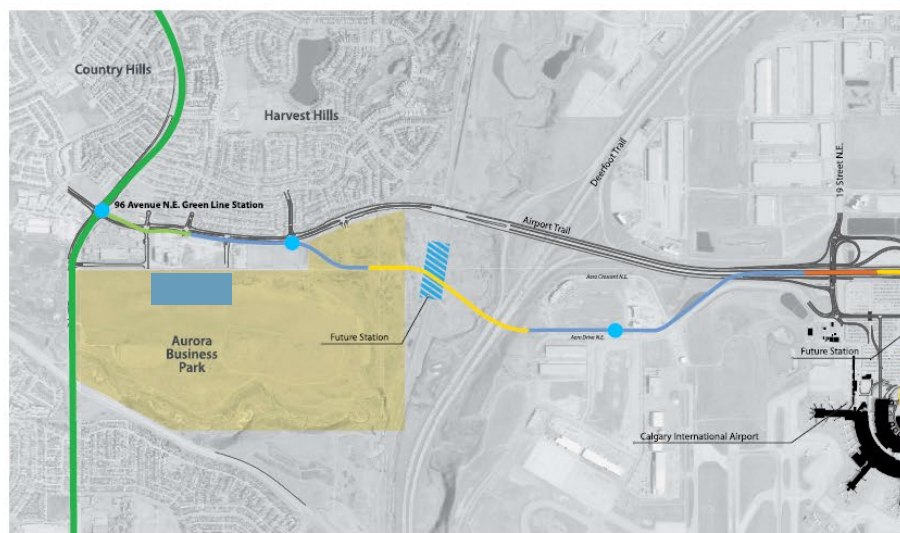 Country Hills
Harvest Hills
Deerfoot Trail
19 Street N.E.
96 Avenue N.E. Green Line Station
Airport Trail
Aero Crescent N.E.
Future Station
Aero Drive N.E.
Future Station
Aurora
Business
Park
Calgary International Airport